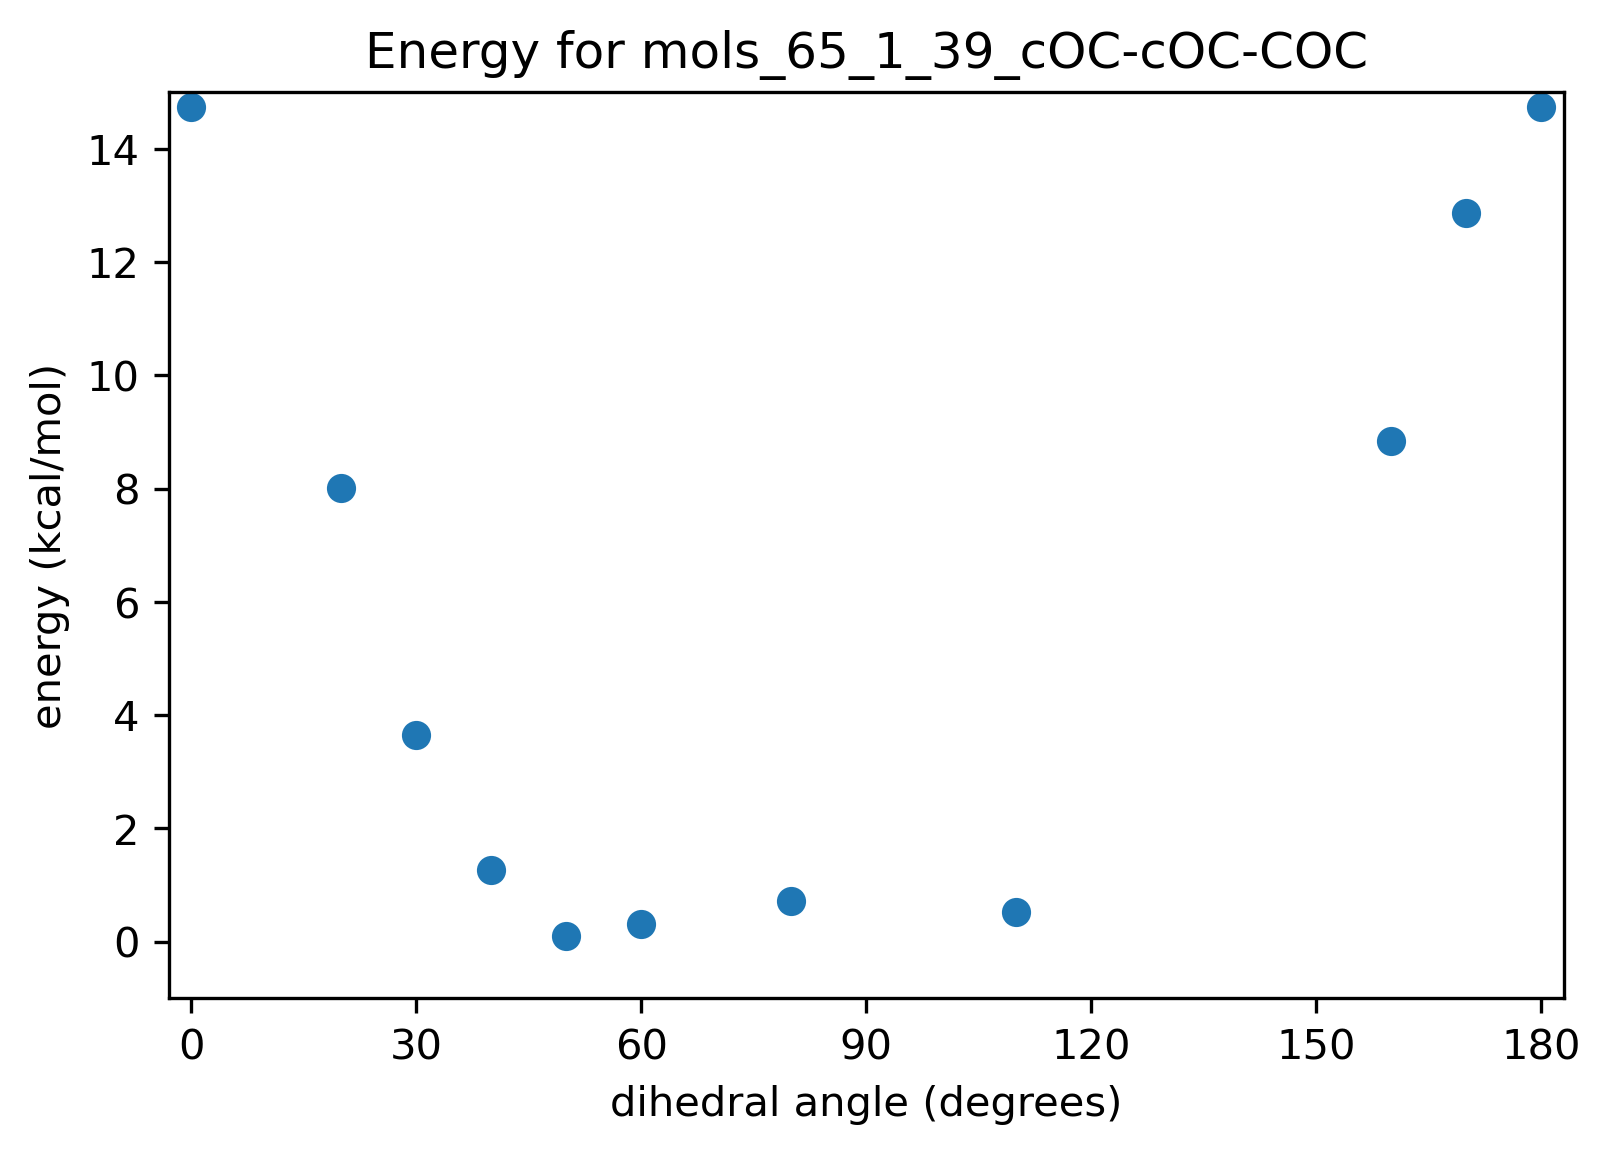 Energy for mols_65_1_39_cOC-cOC-COC
14
12
10
8
6
4
2
0
energy (kcal/mol)
0 30 60 90 120 150 180
dihedral angle (degrees)